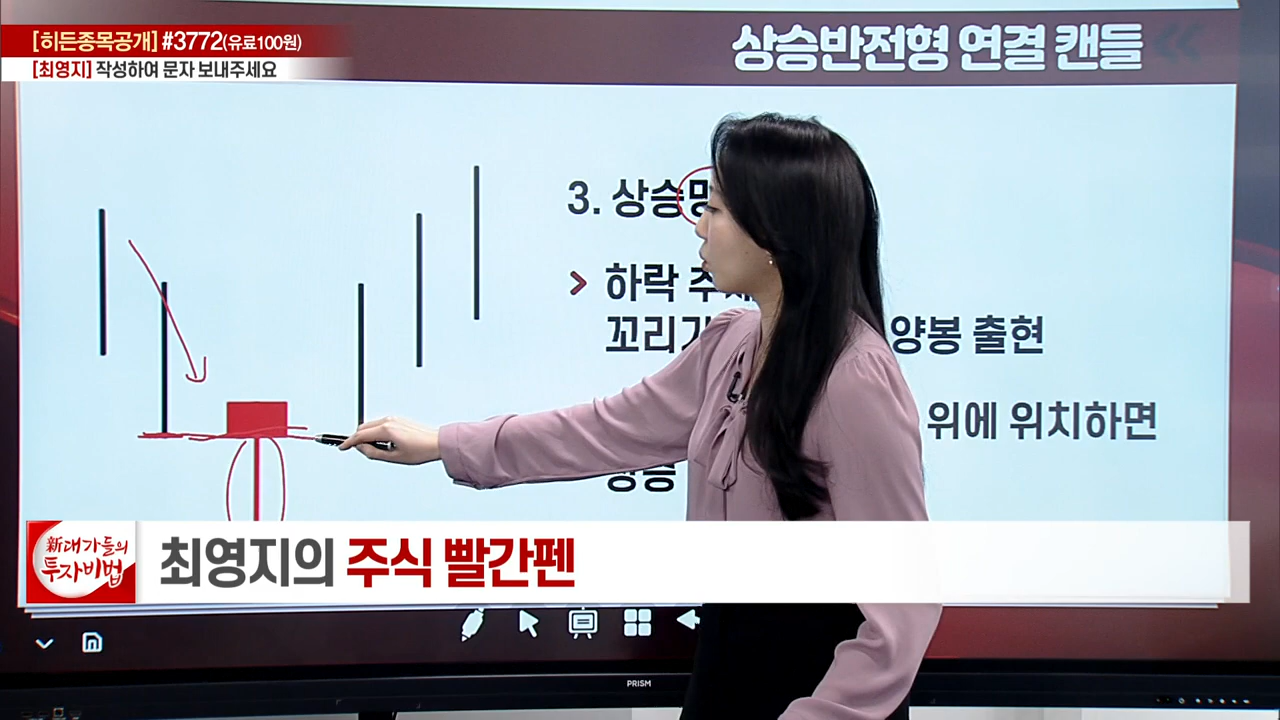 [히든종목공개] #3772(유료100원)
[최영지] 작성하여 문자 보내주세요
상승반전형 연결 캔들
3. 상승
하락
꼬리가 양봉 출현
위에 위치하면
상승
新대가들의
투자비법
최영지의 주식 빨간펜
PRISM